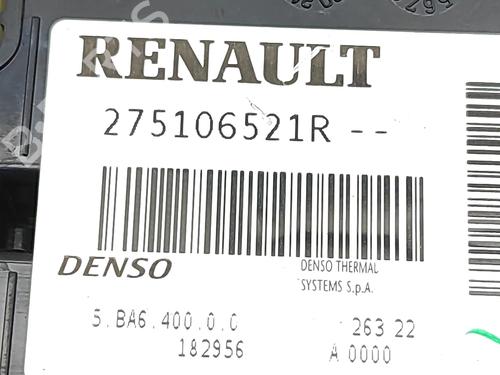 RENAULT
275106521R --
DENSO
DENSO THERMAL
SYSTEMS S.p.A.
5.BA6.400.0.0
263 22
182956
A 0000